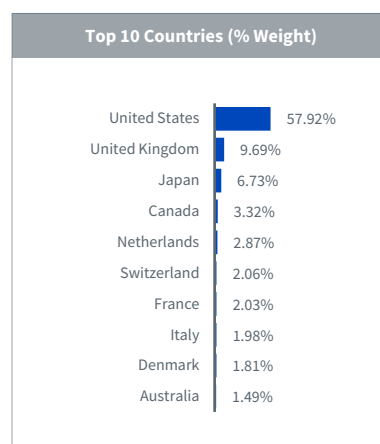 Top 10 Countries (% Weight)
United States 57.92%
United Kingdom 9.69%
Japan 6.73%
Canada 3.32%
Netherlands 2.87%
Switzerland 2.06%
France 2.03%
Italy 1.98%
Denmark 1.81%
Australia 1.49%